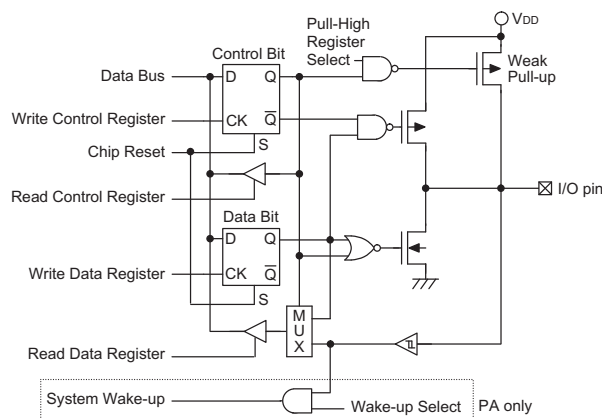 VDD
Pull-High
Register
Select
Weak
Pull-up
Control Bit
Data Bus
D
Q
Write Control Register
CK
Q
S
Chip Reset
Read Control Register
I/O pin
Data Bit
D
Q
Write Data Register
CK
Q
S
M
U
X
Read Data Register
System Wake-up
Wake-up Select
PA only